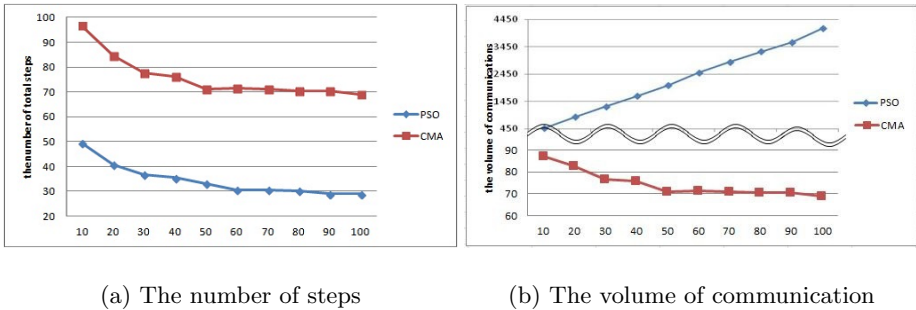 100
90
80
70
60
50
40
30
20
the number of total steps
10 20 30 40 50 60 70 80 90 100
PSO
CMA
4450
3450
2450
1450
450
90
80
70
60
the volume of communications
10 20 30 40 50 60 70 80 90 100
PSO
CMA
(a) The number of steps
(b) The volume of communication